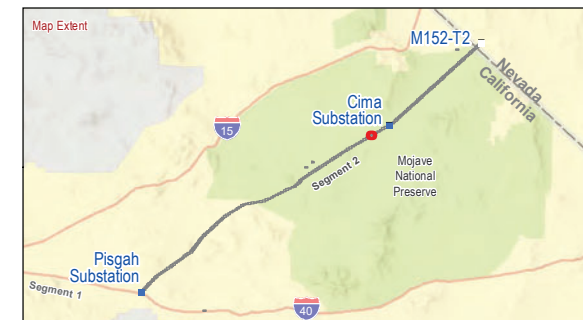 Map Extent
M152-T2
Nevada
California
Cima
Substation
15
Mojave
National
Preserve
Segment 2
Pisgah
Substation
Segment 1
40